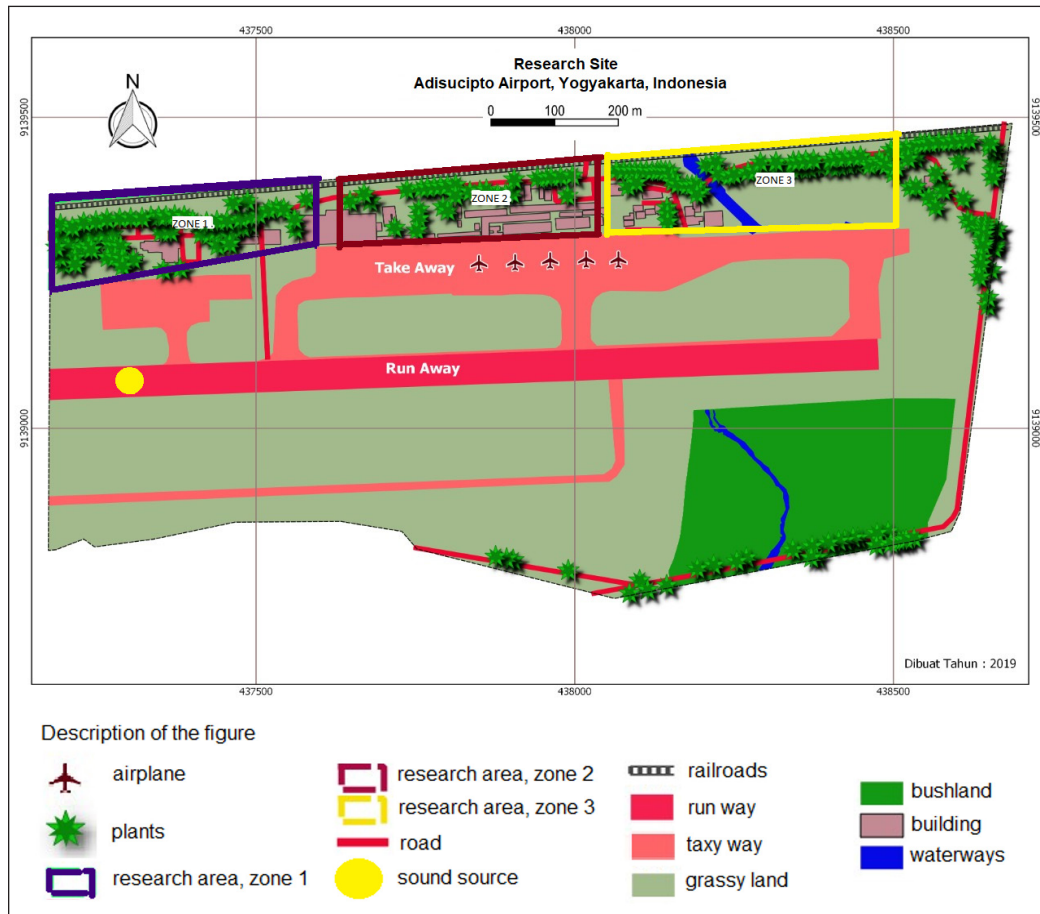 437500 438000 438500
Research Site
Adisucipto Airport, Yogyakarta, Indonesia
N
0 100 200 m
9139500 9139500
ZONE 1
ZONE 2
ZONE 3
Take Away
Run Away
9139000 9139000
Dibuat Tahun : 2019
437500 438000 438500
Description of the figure
airplane
plants
research area, zone 1
research area, zone 2
research area, zone 3
road
sound source
railroads
run way
taxy way
grassy land
bushland
building
waterways